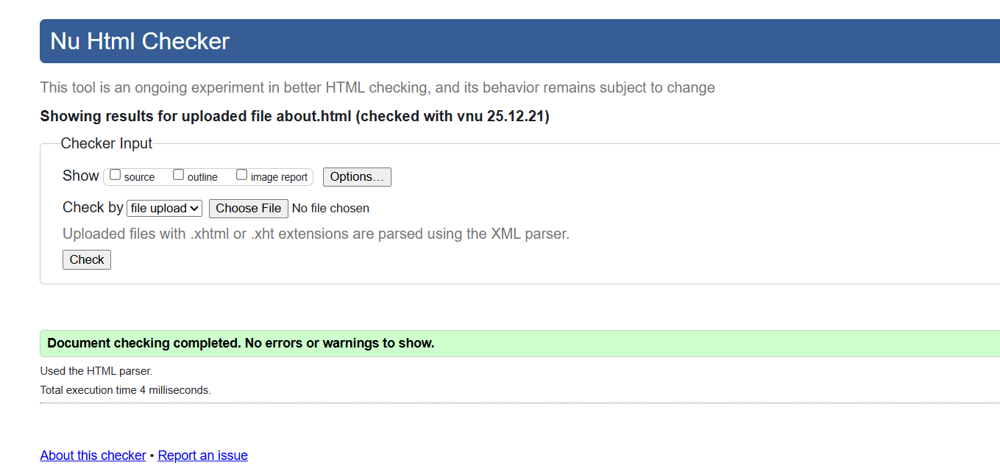 Nu Html Checker
This tool is an ongoing experiment in better HTML checking, and its behavior remains subject to change
Showing results for uploaded file about.html (checked with vnu 25.12.21)
Checker Input
Show source outline image report Options...
Check by file upload Choose File No file chosen
Uploaded files with .xhtml or .xht extensions are parsed using the XML parser.
Check
Document checking completed. No errors or warnings to show.
Used the HTML parser.
Total execution time 4 milliseconds.
About this checker • Report an issue